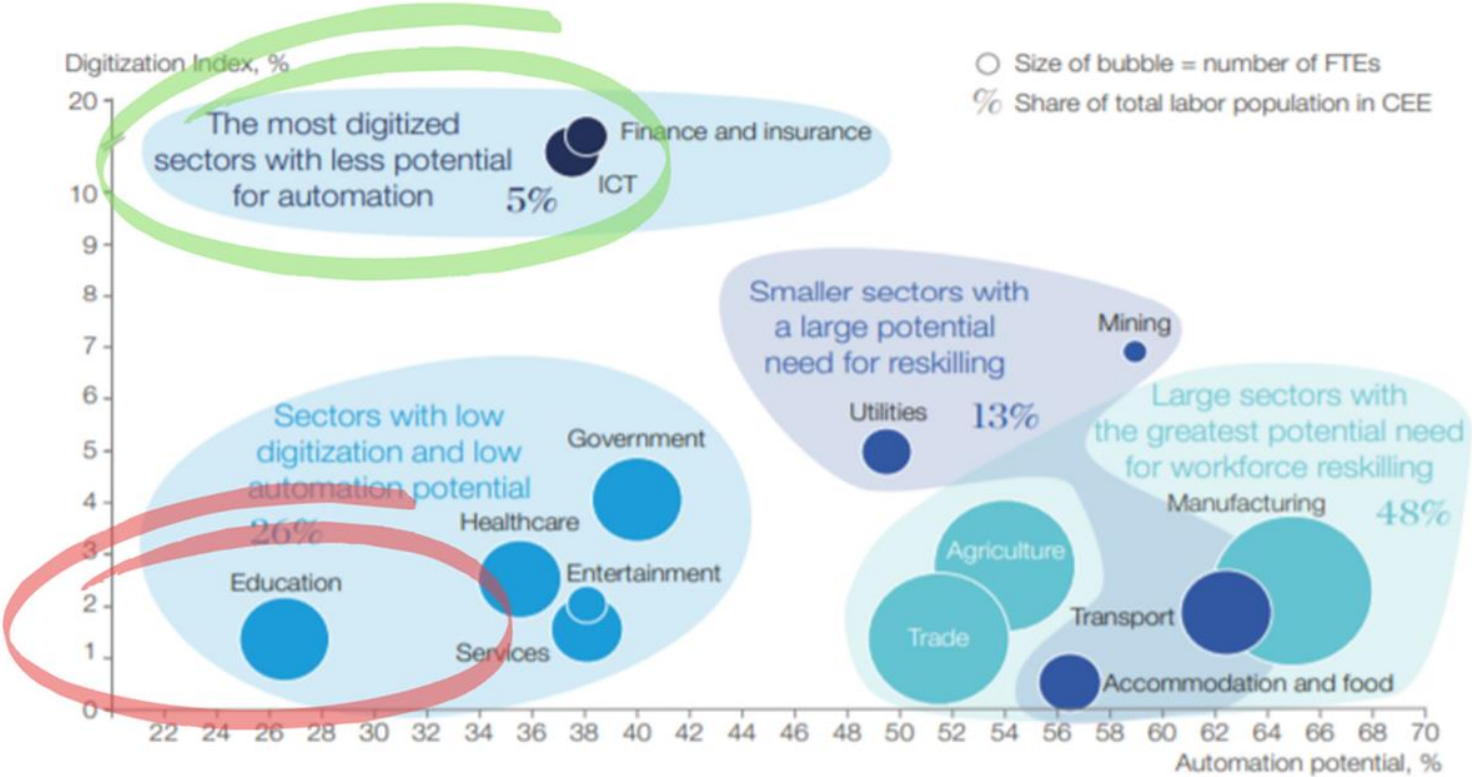 Digitization Index, %
Size of bubble = number of FTEs
% Share of total labor population in CEE
20
10
9
8
7
6
5
4
3
2
1
0
The most digitized
sectors with less potential
for automation
5%
Finance and insurance
ICT
Smaller sectors with
a large potential
need for reskilling
13%
Mining
Utilities
Large sectors with
the greatest potential need
for workforce reskilling
48%
Manufacturing
Sectors with low
digitization and low
automation potential
26%
Government
Healthcare
Education
Entertainment
Services
Agriculture
Trade
Transport
Accommodation and food
22 24 26 28 30 32 34 36 38 40 42 44 46 48 50 52 54 56 58 60 62 64 66 68 70
Automation potential, %